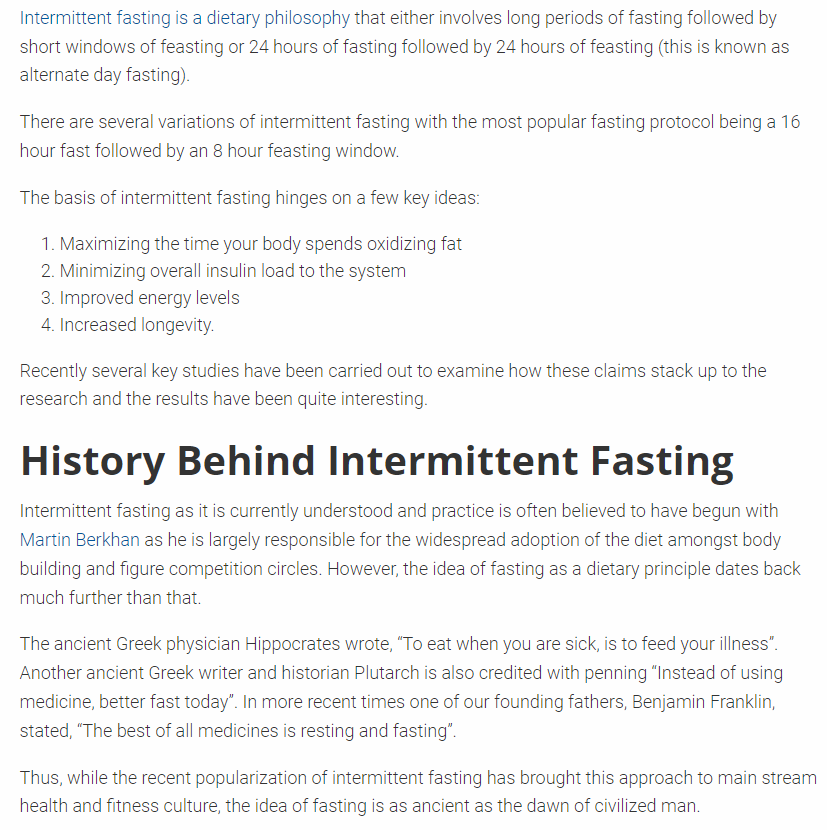 Intermittent fasting is a dietary philosophy that either involves long periods of fasting followed by
short windows of feasting or 24 hours of fasting followed by 24 hours of feasting (this is known as
alternate day fasting).
There are several variations of intermittent fasting with the most popular fasting protocol being a 16
hour fast followed by an 8 hour feasting window.
The basis of intermittent fasting hinges on a few key ideas:
1. Maximizing the time your body spends oxidizing fat
2. Minimizing overall insulin load to the system
3. Improved energy levels
4. Increased longevity.
Recently several key studies have been carried out to examine how these claims stack up to the
research and the results have been quite interesting.
History Behind Intermittent Fasting
Intermittent fasting as it is currently understood and practice is often believed to have begun with
Martin Berkhan as he is largely responsible for the widespread adoption of the diet amongst body
building and figure competition circles. However, the idea of fasting as a dietary principle dates back
much further than that.
The ancient Greek physician Hippocrates wrote, “To eat when you are sick, is to feed your illness”.
Another ancient Greek writer and historian Plutarch is also credited with penning “Instead of using
medicine, better fast today”. In more recent times one of our founding fathers, Benjamin Franklin,
stated, “The best of all medicines is resting and fasting”.
Thus, while the recent popularization of intermittent fasting has brought this approach to main stream
health and fitness culture, the idea of fasting is as ancient as the dawn of civilized man.